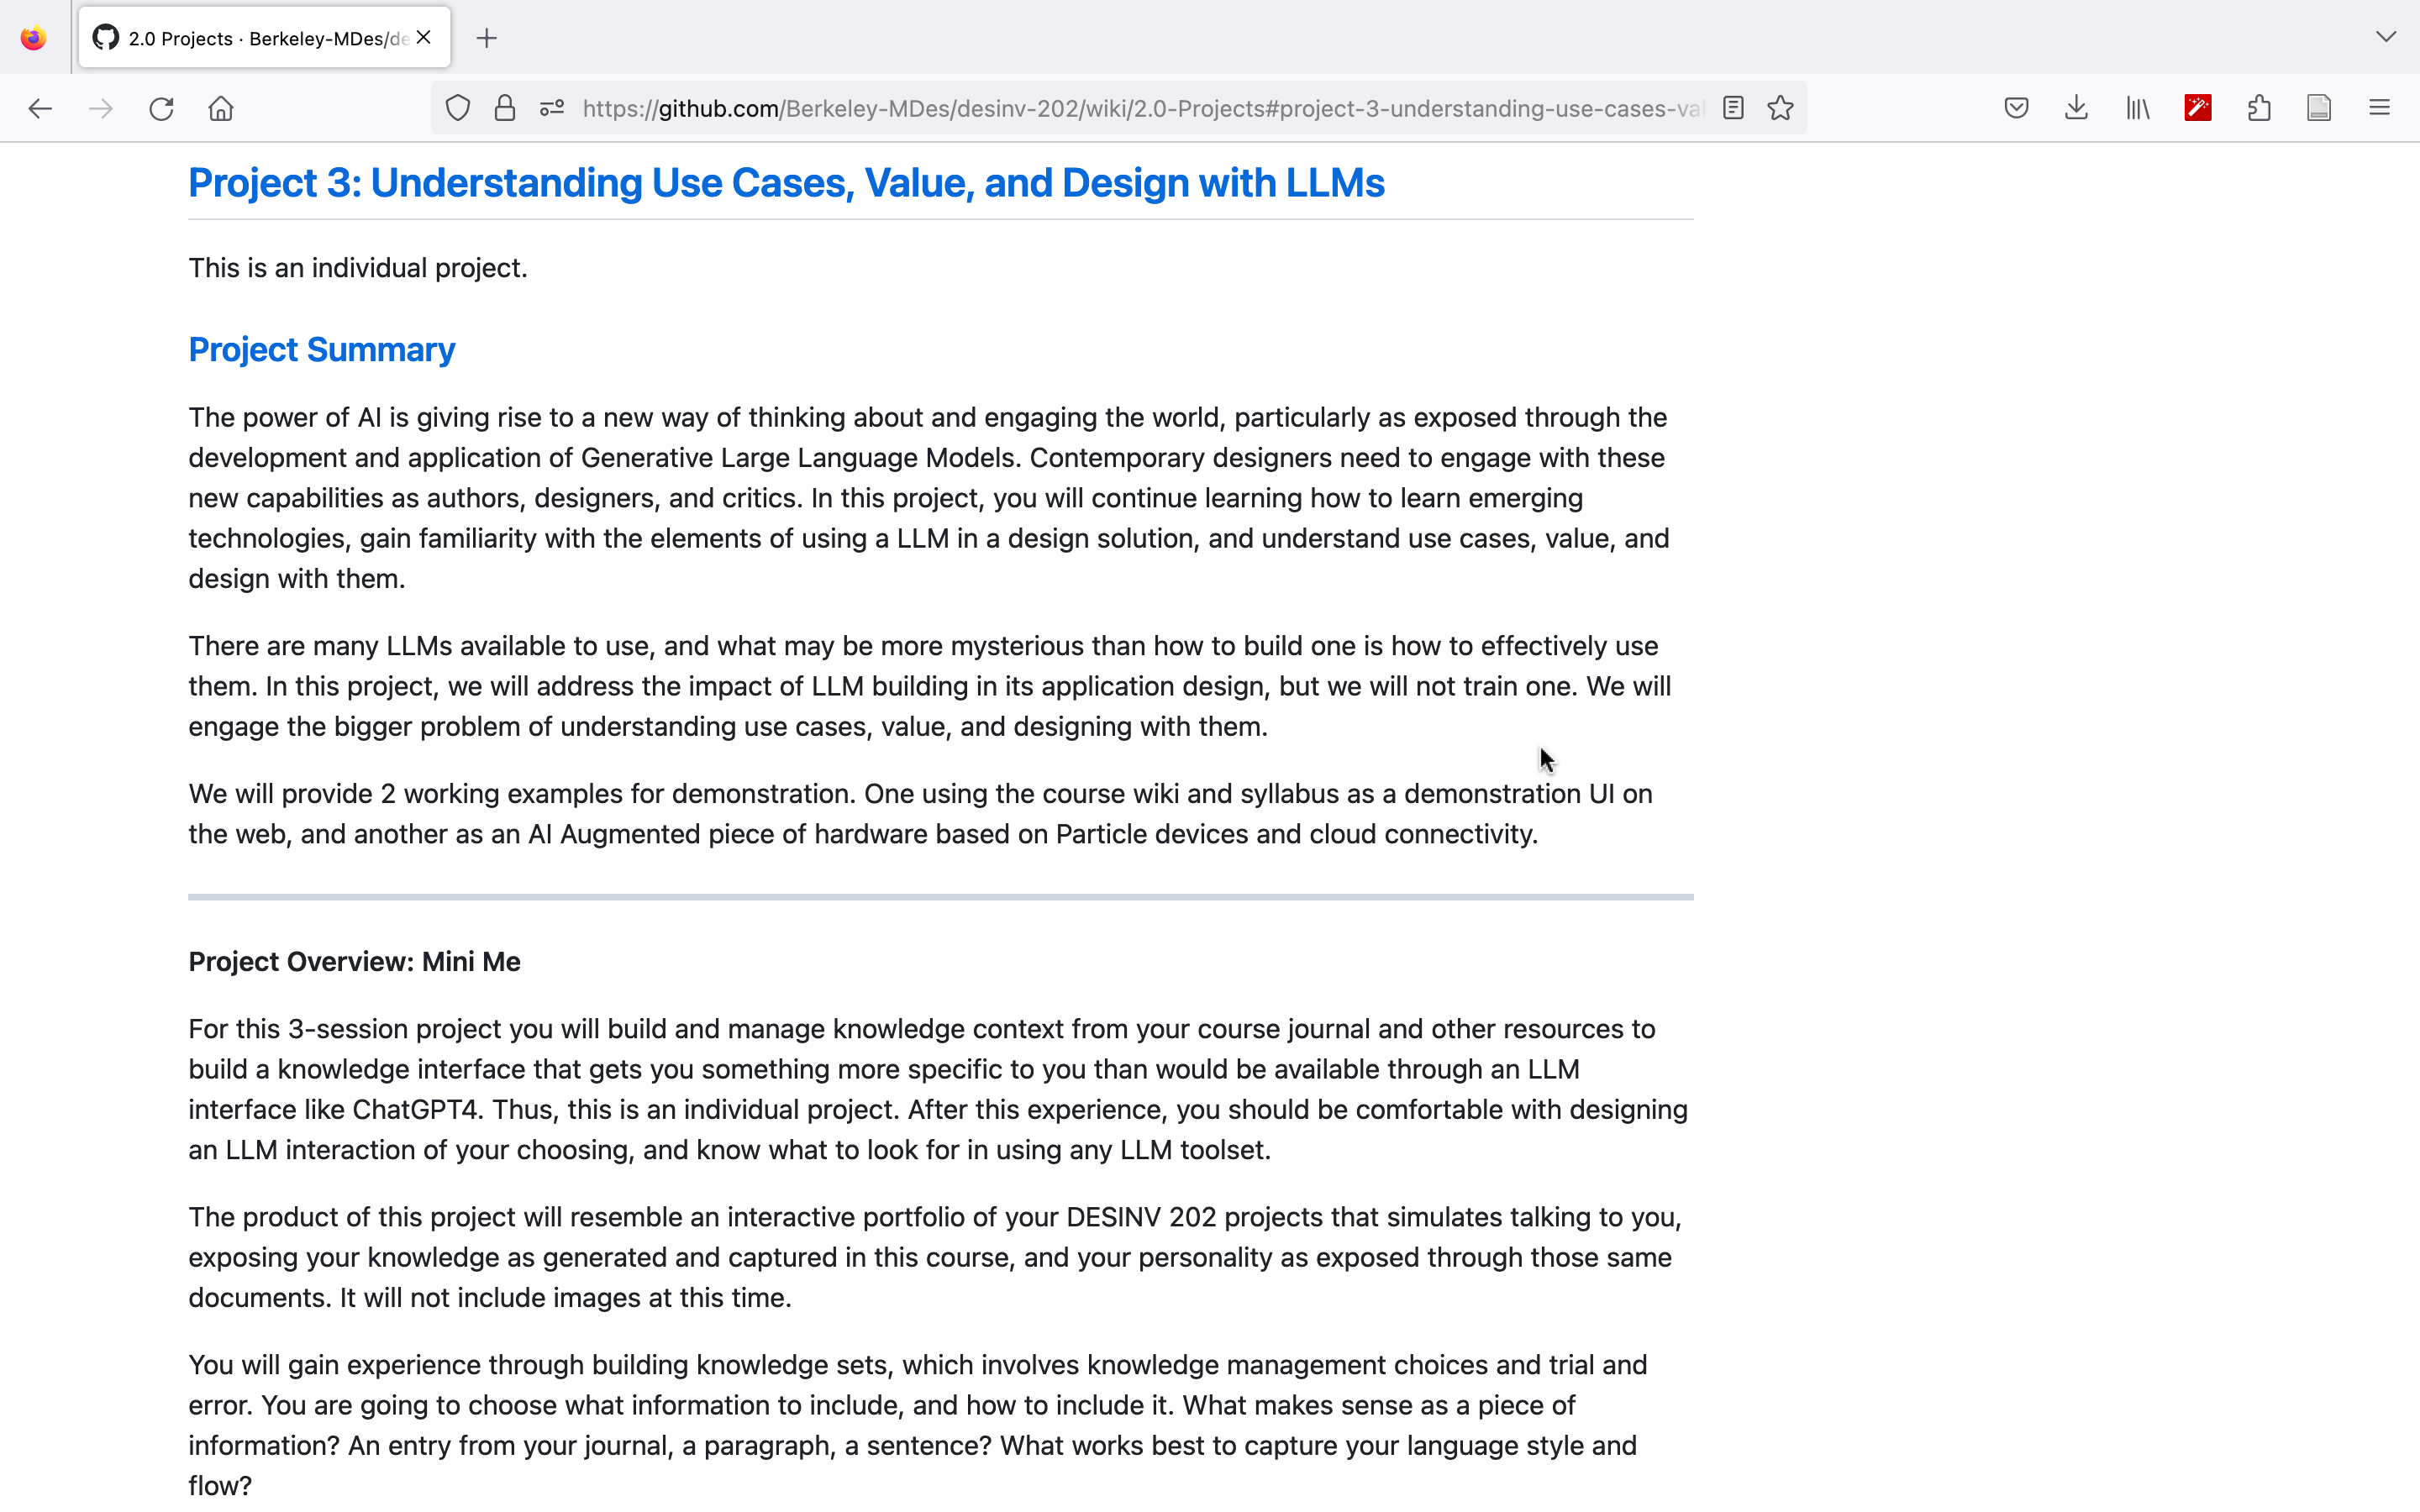 2.0 Projects · Berkeley-MDes/de
https://github.com/Berkeley-MDes/desinv-202/wiki/2.0-Projects#project-3-understanding-use-cases-val
Project 3: Understanding Use Cases, Value, and Design with LLMs
This is an individual project.
Project Summary
The power of AI is giving rise to a new way of thinking about and engaging the world, particularly as exposed through the
development and application of Generative Large Language Models. Contemporary designers need to engage with these
new capabilities as authors, designers, and critics. In this project, you will continue learning how to learn emerging
technologies, gain familiarity with the elements of using a LLM in a design solution, and understand use cases, value, and
design with them.
There are many LLMs available to use, and what may be more mysterious than how to build one is how to effectively use
them. In this project, we will address the impact of LLM building in its application design, but we will not train one. We will
engage the bigger problem of understanding use cases, value, and designing with them.
We will provide 2 working examples for demonstration. One using the course wiki and syllabus as a demonstration UI on
the web, and another as an AI Augmented piece of hardware based on Particle devices and cloud connectivity.
Project Overview: Mini Me
For this 3-session project you will build and manage knowledge context from your course journal and other resources to
build a knowledge interface that gets you something more specific to you than would be available through an LLM
interface like ChatGPT4. Thus, this is an individual project. After this experience, you should be comfortable with designing
an LLM interaction of your choosing, and know what to look for in using any LLM toolset.
The product of this project will resemble an interactive portfolio of your DESINV 202 projects that simulates talking to you,
exposing your knowledge as generated and captured in this course, and your personality as exposed through those same
documents. It will not include images at this time.
You will gain experience through building knowledge sets, which involves knowledge management choices and trial and
error. You are going to choose what information to include, and how to include it. What makes sense as a piece of
information? An entry from your journal, a paragraph, a sentence? What works best to capture your language style and
flow?